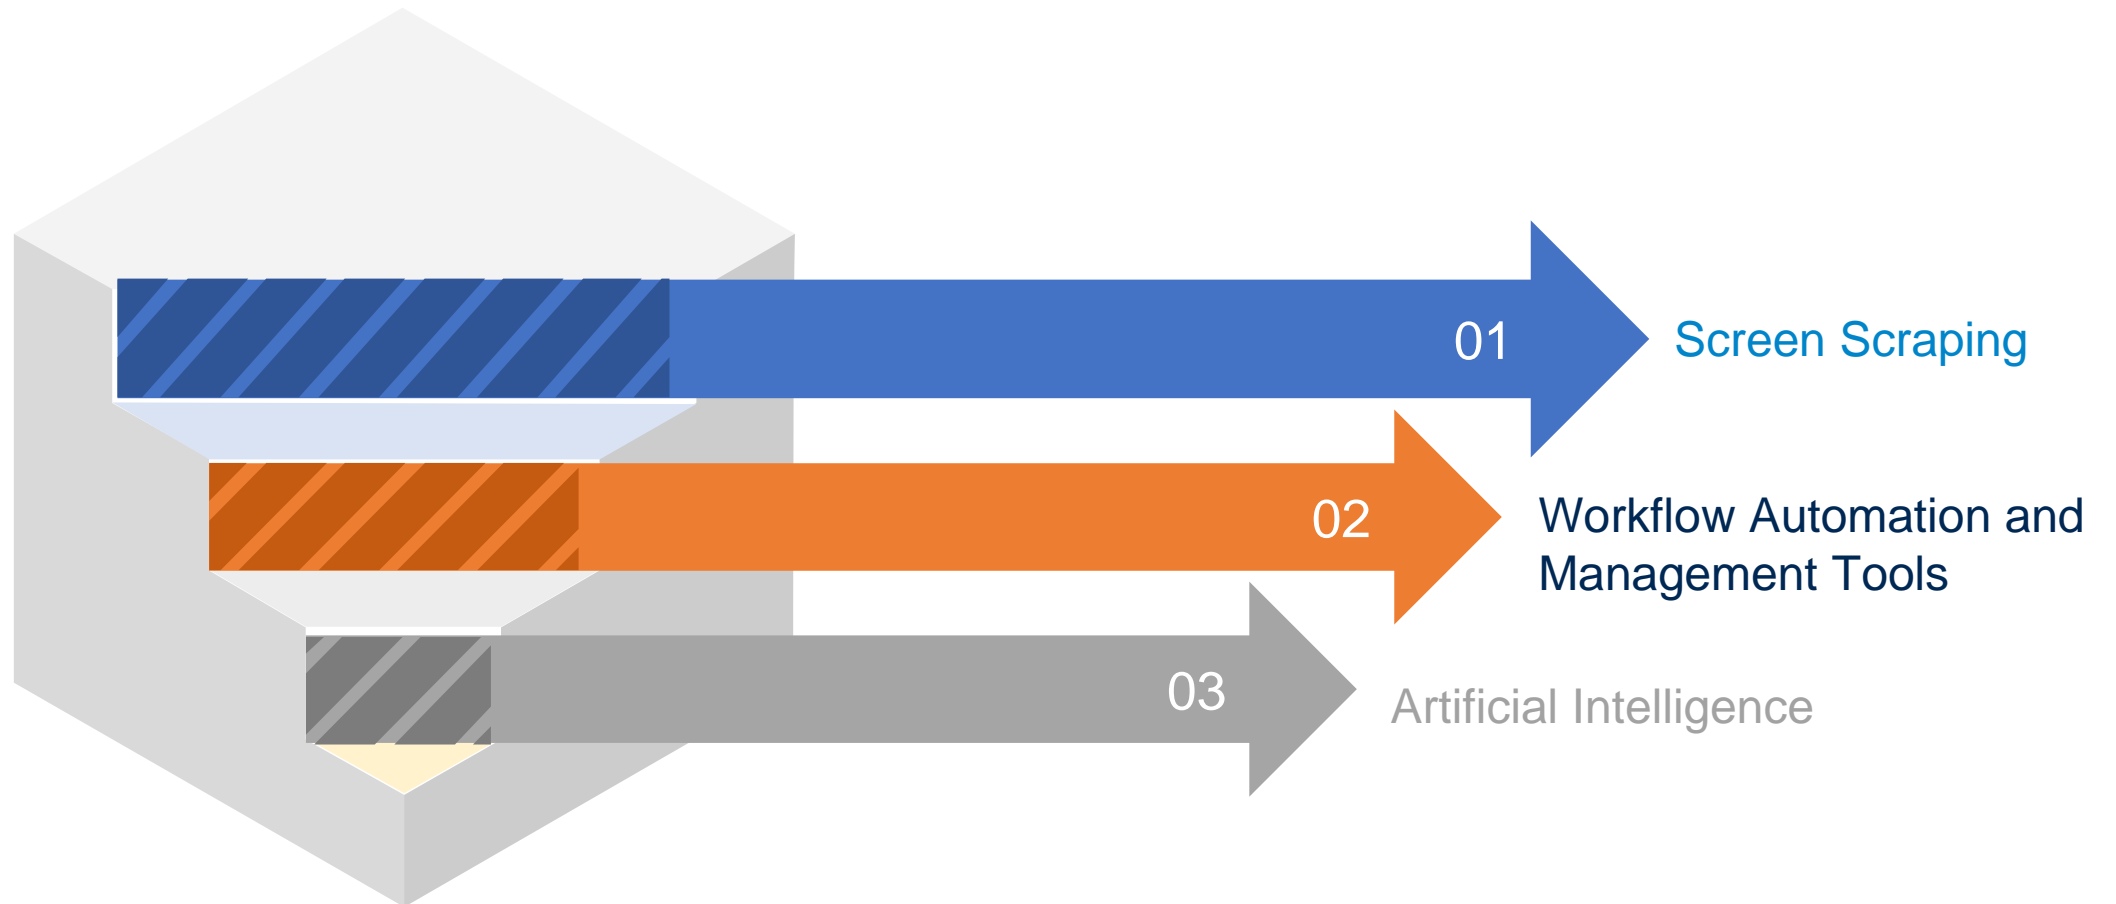 01
Screen Scraping
02
Workflow Automation and
Management Tools
03
Artificial Intelligence